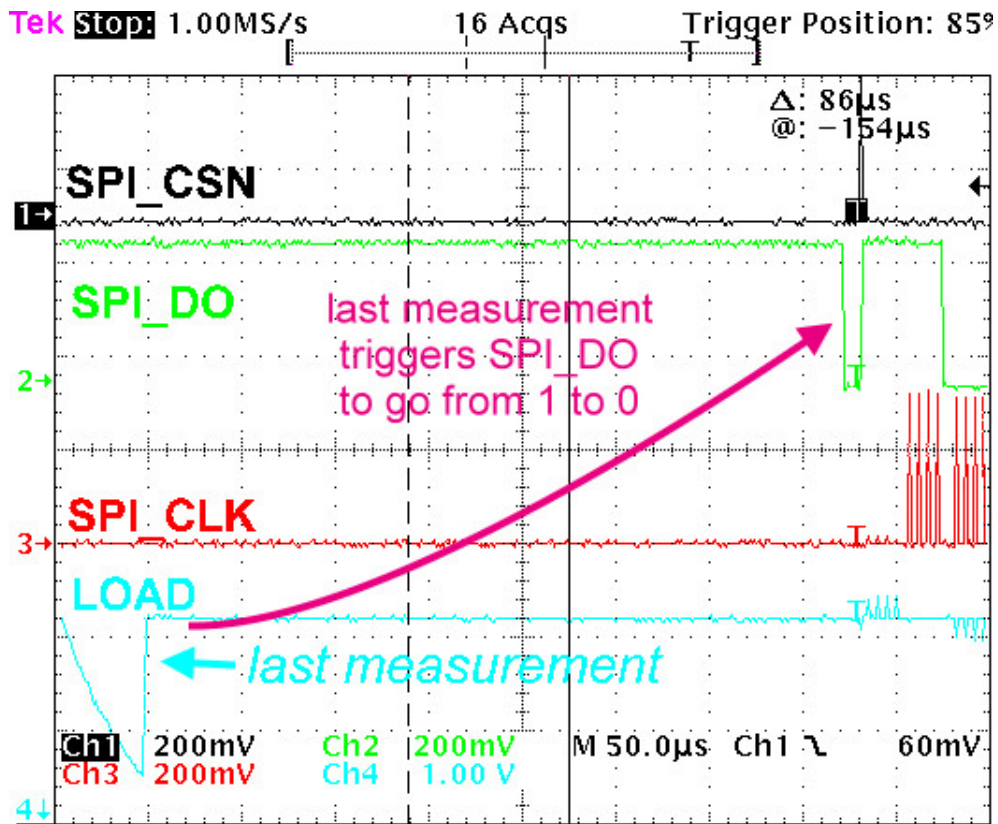 Tek Stop: 1.00MS/s 16 Acqs Trigger Position: 85%
[ T ]
Δ: 86µs
@: −154µs
SPI_CSN
1→
SPI_DO
last measurement
triggers SPI_DO
to go from 1 to 0
2→
T
SPI_CLK
3→
T
LOAD
T
last measurement
Ch1 200mV Ch2 200mV M 50.0µs Ch1 ↘ 60mV
Ch3 200mV Ch4 1.00 V
4↓